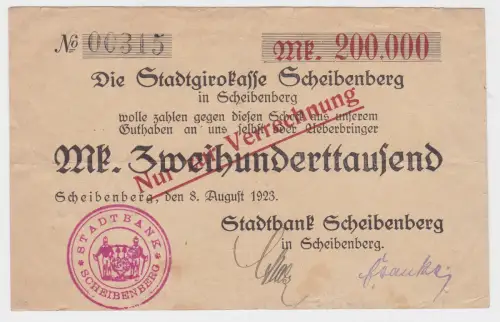 No 00315 Mk. 200.000
Die Stadtgirokasse Scheibenberg
in Scheibenberg
wolle zahlen gegen diesen Scheck aus unserem
Guthaben an uns selbst oder Ueberbringer
Nur zur Verrechnung
Mk. Zweihunderttausend
Scheibenberg, den 8. August 1923.
Stadtbank Scheibenberg
in Scheibenberg.
STADTBANK
SCHEIBENBERG